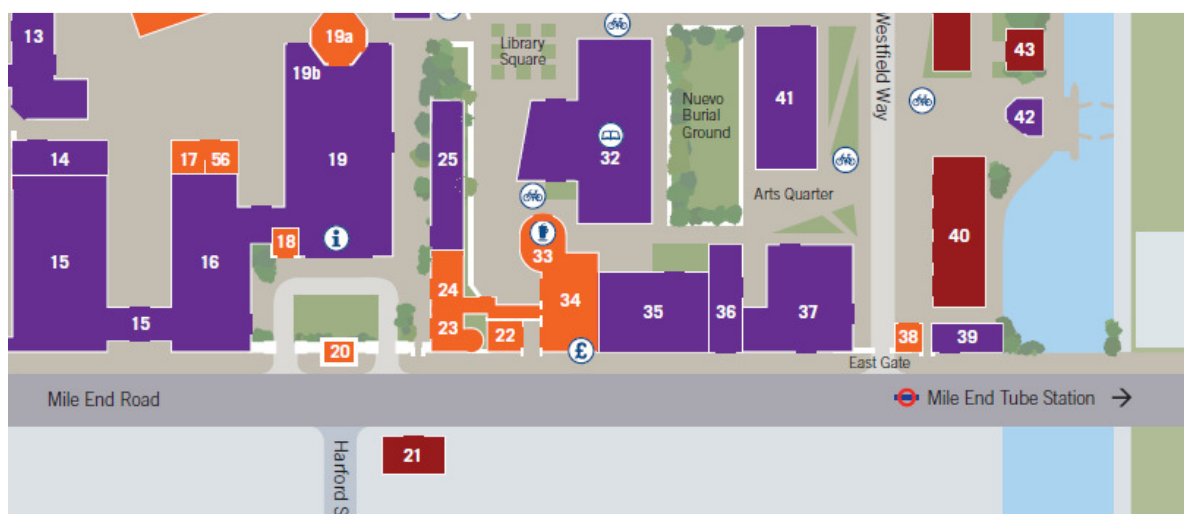 13
19a
19b
Library
Square
Westfield Way
43
41
Nuevo
Burial
Ground
42
14
17
56
19
25
32
Arts Quarter
18
i
33
40
15
16
24
34
35
36
37
15
23
22
20
£
38
39
East Gate
Mile End Road
Mile End Tube Station
21
Harford S